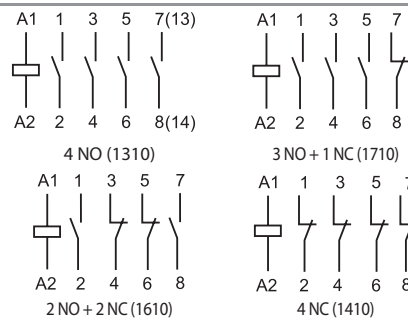 A1 1 3 5 7(13)
A2 2 4 6 8(14)
4 NO (1310)
A1 1 3 5 7
A2 2 4 6 8
3 NO + 1 NC (1710)
A1 1 3 5 7
A2 2 4 6 8
2 NO + 2 NC (1610)
A1 1 3 5 7
A2 2 4 6 8
4 NC (1410)